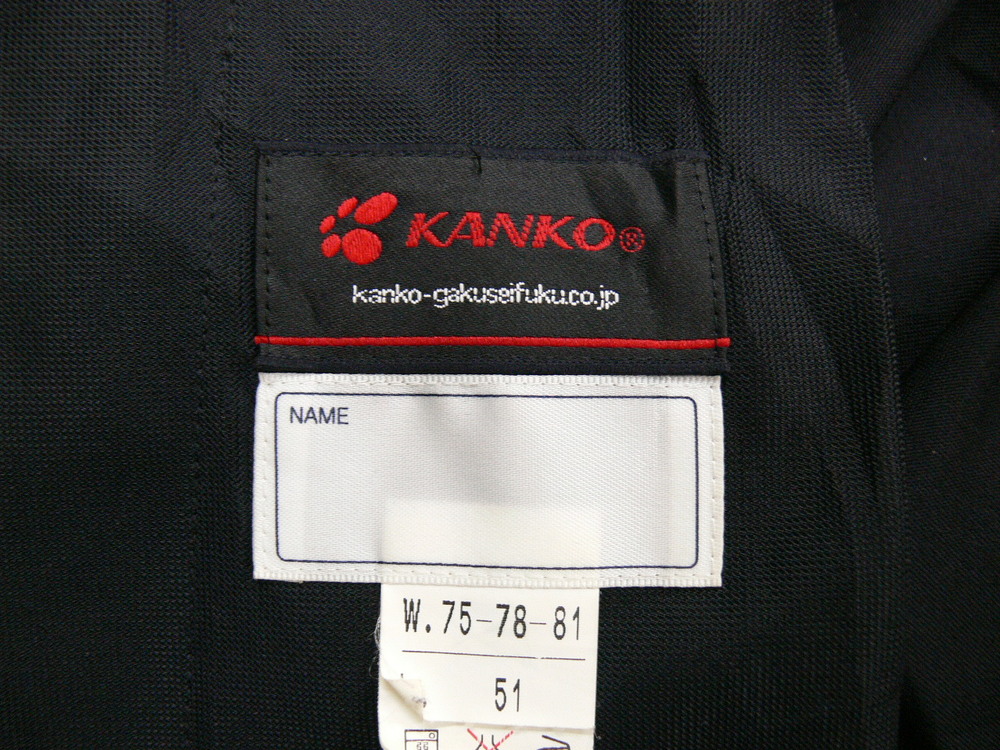 KANKO®
kanko-gakuseifuku.co.jp
NAME
W.75-78-81
51